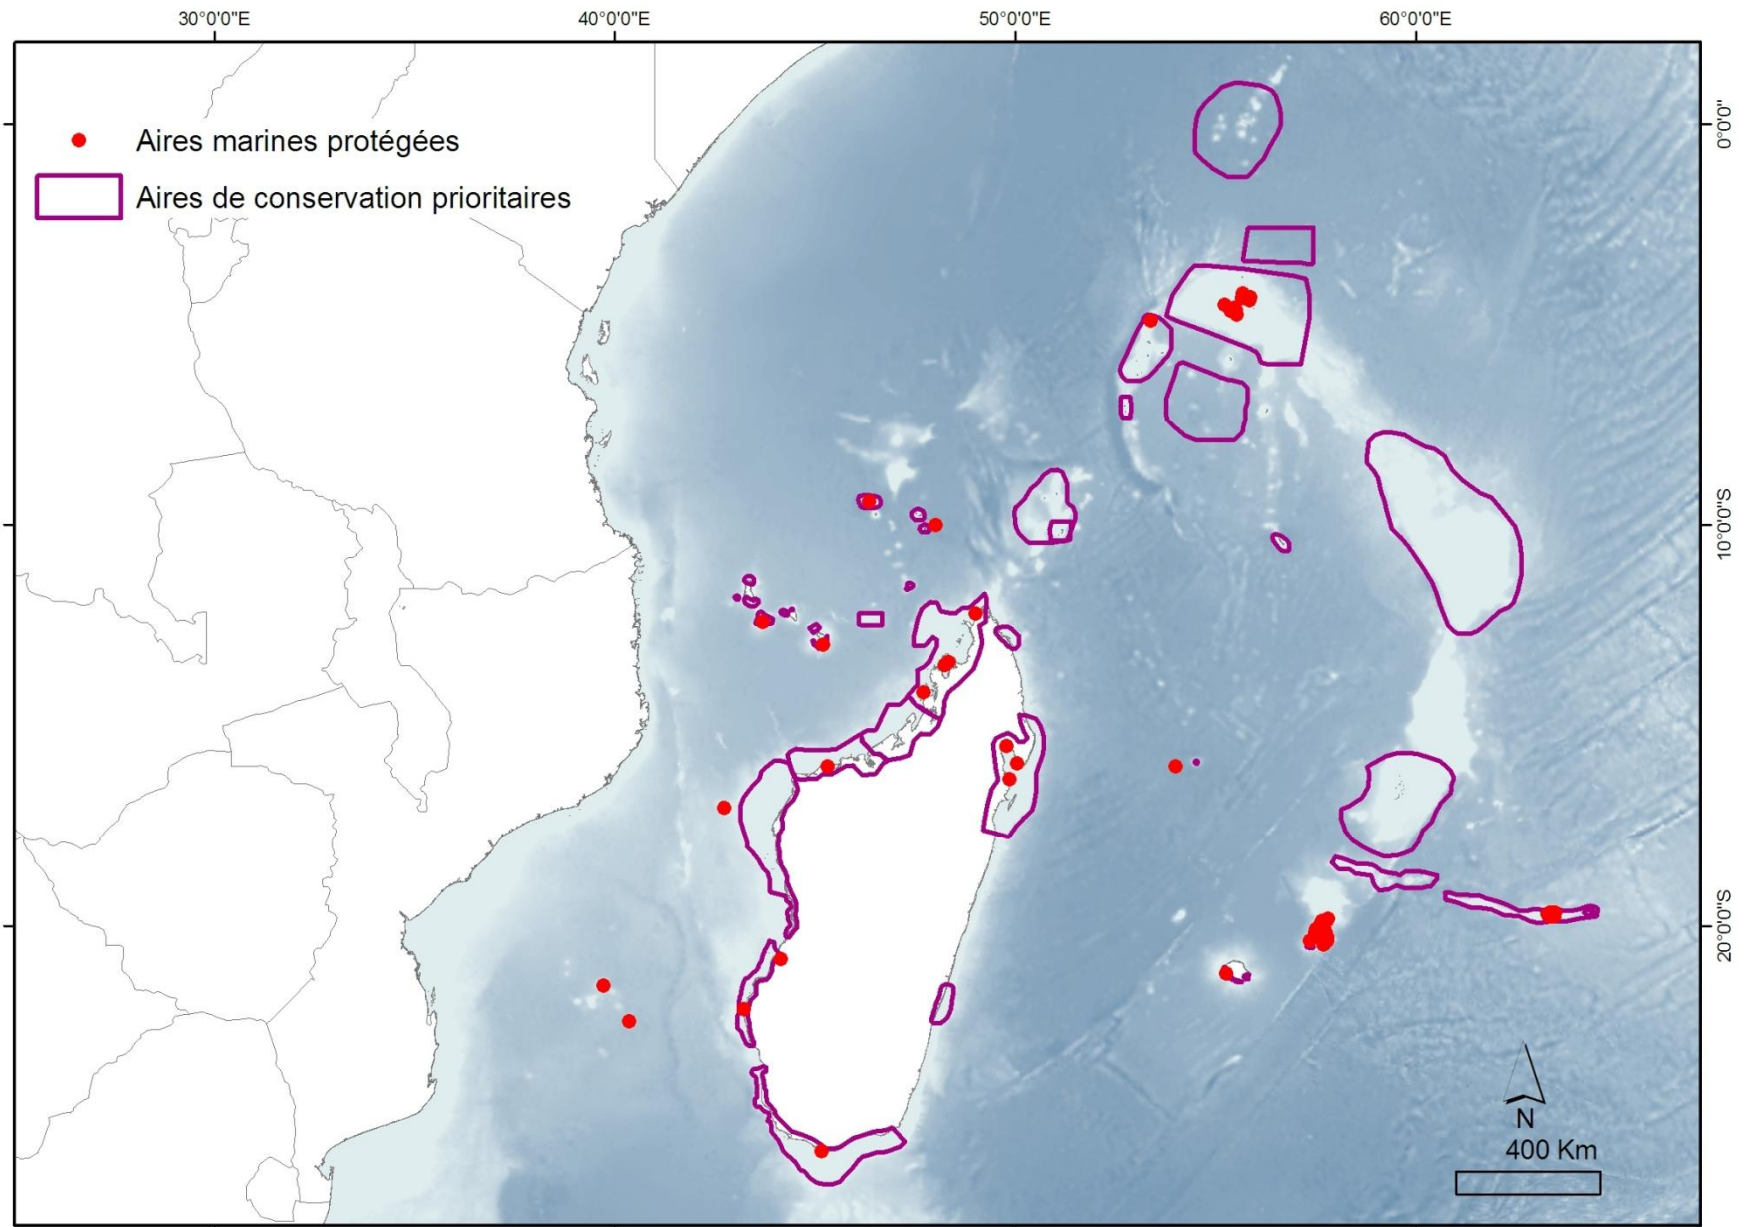 30°0'0"E
40°0'0"E
50°0'0"E
60°0'0"E
Aires marines protégées
Aires de conservation prioritaires
0°0'0"
10°0'0"S
20°0'0"S
N
400 Km